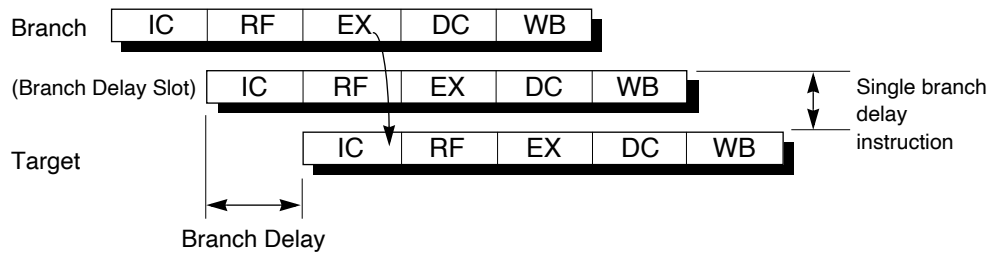 Branch IC RF EX DC WB
(Branch Delay Slot) IC RF EX DC WB
Single branch
delay
instruction
Target IC RF EX DC WB
Branch Delay